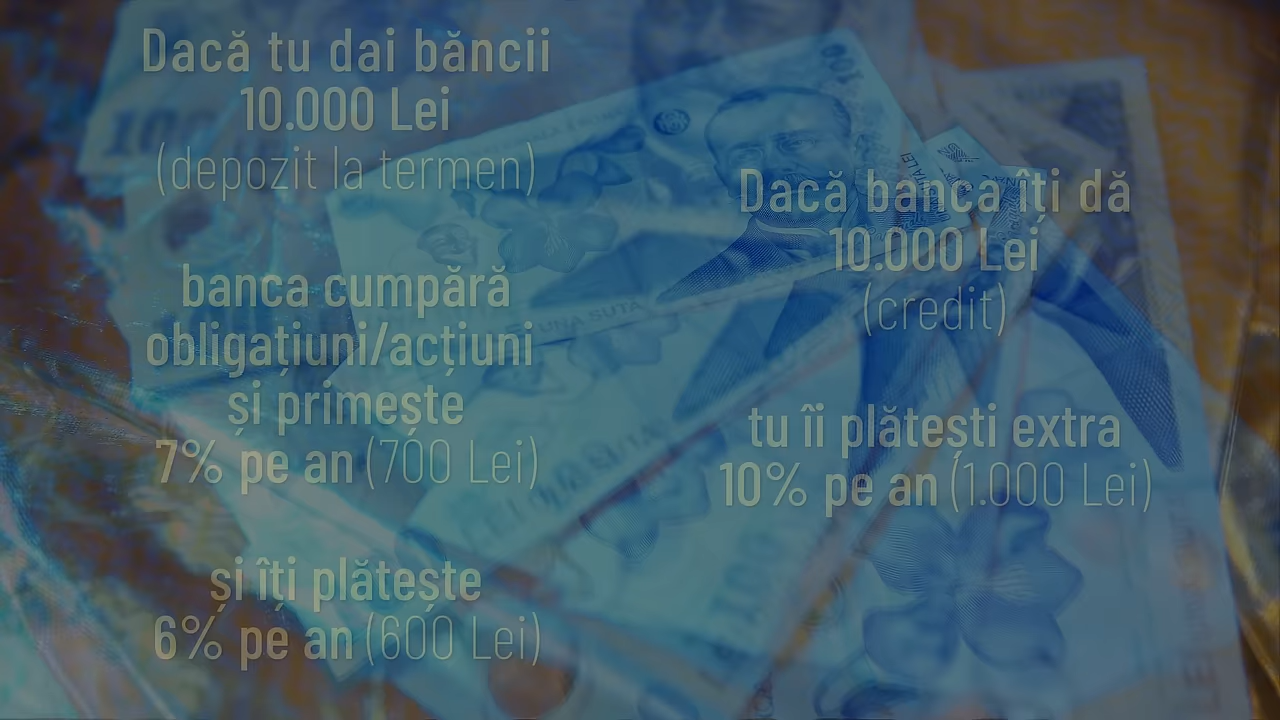 Dacă tu dai băncii
10.000 Lei
(depozit la termen)
banca cumpără
obligațiuni/acțiuni
și primește
7% pe an (700 Lei)
și îți plătește
6% pe an (600 Lei)
Dacă banca îți dă
10.000 Lei
(credit)
tu îi plătești extra
10% pe an (1.000 Lei)